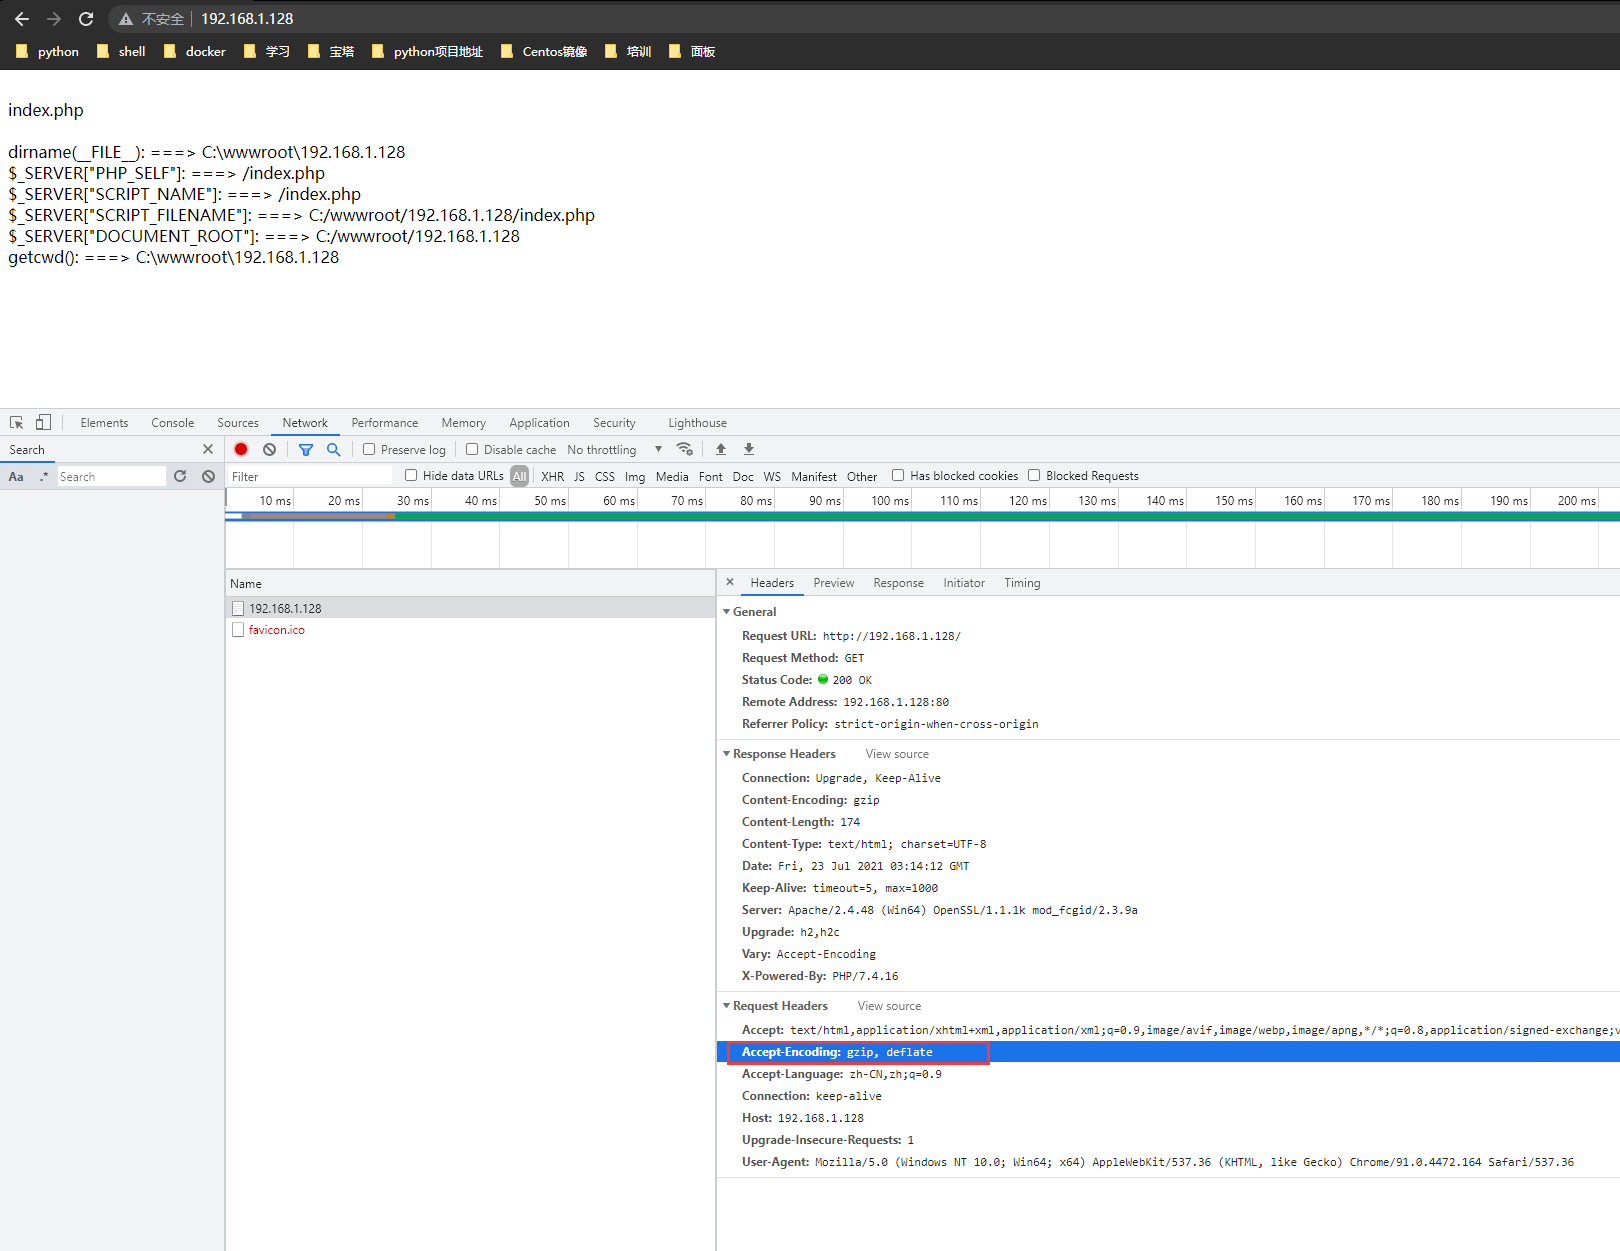 不安全 192.168.1.128
python shell docker 学习 宝塔 python项目地址 Centos镜像 培训 面板
index.php
dirname(__FILE__): ===> C:\wwwroot\192.168.1.128
$_SERVER["PHP_SELF"]: ===> /index.php
$_SERVER["SCRIPT_NAME"]: ===> /index.php
$_SERVER["SCRIPT_FILENAME"]: ===> C:/wwwroot/192.168.1.128/index.php
$_SERVER["DOCUMENT_ROOT"]: ===> C:/wwwroot/192.168.1.128
getcwd(): ===> C:\wwwroot\192.168.1.128
Elements Console Sources Network Performance Memory Application Security Lighthouse
Search Preserve log Disable cache No throttling
Aa .* Search Filter Hide data URLs All XHR JS CSS Img Media Font Doc WS Manifest Other Has blocked cookies Blocked Requests
10 ms 20 ms 30 ms 40 ms 50 ms 60 ms 70 ms 80 ms 90 ms 100 ms 110 ms 120 ms 130 ms 140 ms 150 ms 160 ms 170 ms 180 ms 190 ms 200 ms
Name
192.168.1.128
favicon.ico
Headers Preview Response Initiator Timing
General
Request URL: http://192.168.1.128/
Request Method: GET
Status Code: 200 OK
Remote Address: 192.168.1.128:80
Referrer Policy: strict-origin-when-cross-origin
Response Headers View source
Connection: Upgrade, Keep-Alive
Content-Encoding: gzip
Content-Length: 174
Content-Type: text/html; charset=UTF-8
Date: Fri, 23 Jul 2021 03:14:12 GMT
Keep-Alive: timeout=5, max=1000
Server: Apache/2.4.48 (Win64) OpenSSL/1.1.1k mod_fcgid/2.3.9a
Upgrade: h2,h2c
Vary: Accept-Encoding
X-Powered-By: PHP/7.4.16
Request Headers View source
Accept: text/html,application/xhtml+xml,application/xml;q=0.9,image/avif,image/webp,image/apng,*/*;q=0.8,application/signed-exchange;v
Accept-Encoding: gzip, deflate
Accept-Language: zh-CN,zh;q=0.9
Connection: keep-alive
Host: 192.168.1.128
Upgrade-Insecure-Requests: 1
User-Agent: Mozilla/5.0 (Windows NT 10.0; Win64; x64) AppleWebKit/537.36 (KHTML, like Gecko) Chrome/91.0.4472.164 Safari/537.36